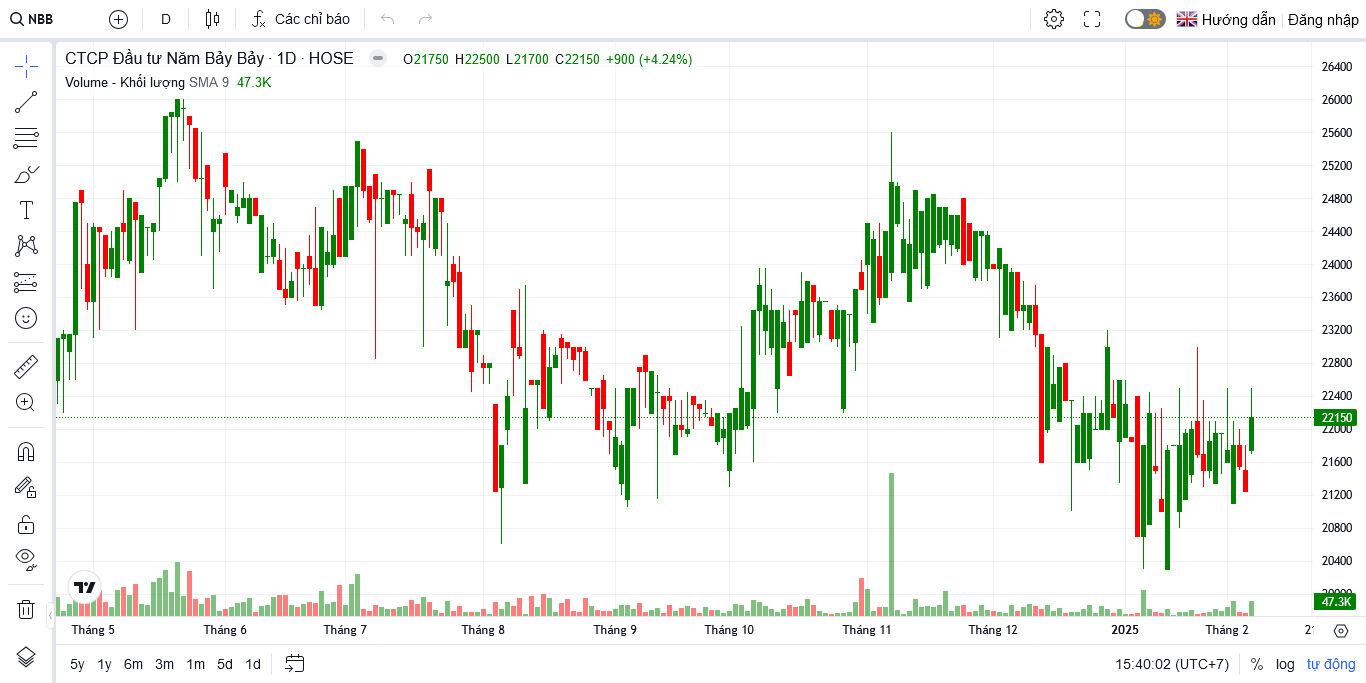 NBB D Các chỉ báo Hướng dẫn Đăng nhập
CTCP Đầu tư Năm Bảy Bảy · 1D · HOSE O21750 H22500 L21700 C22150 +900 (+4.24%)
Volume - Khối lượng SMA 9 47.3K
26400
26000
25600
25200
24800
24400
24000
23600
23200
22800
22400
22150
22000
21600
21200
20800
20400
47.3K
Tháng 5 Tháng 6 Tháng 7 Tháng 8 Tháng 9 Tháng 10 Tháng 11 Tháng 12 2025 Tháng 2
5y 1y 6m 3m 1m 5d 1d 15:40:02 (UTC+7) % log tự động